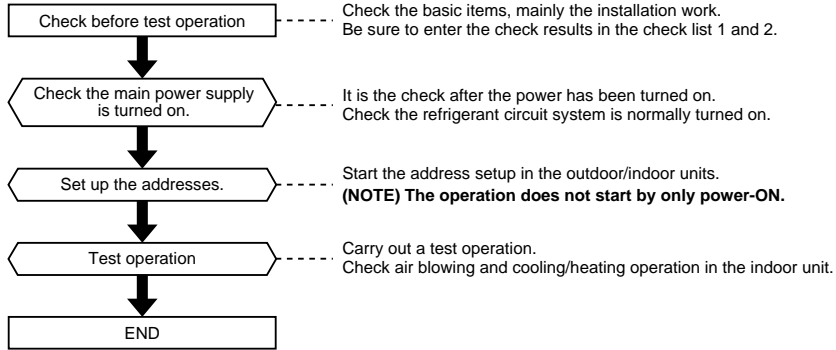 Check before test operation
Check the basic items, mainly the installation work.
Be sure to enter the check results in the check list 1 and 2.
Check the main power supply
is turned on.
It is the check after the power has been turned on.
Check the refrigerant circuit system is normally turned on.
Set up the addresses.
Start the address setup in the outdoor/indoor units.
(NOTE) The operation does not start by only power-ON.
Test operation
Carry out a test operation.
Check air blowing and cooling/heating operation in the indoor unit.
END